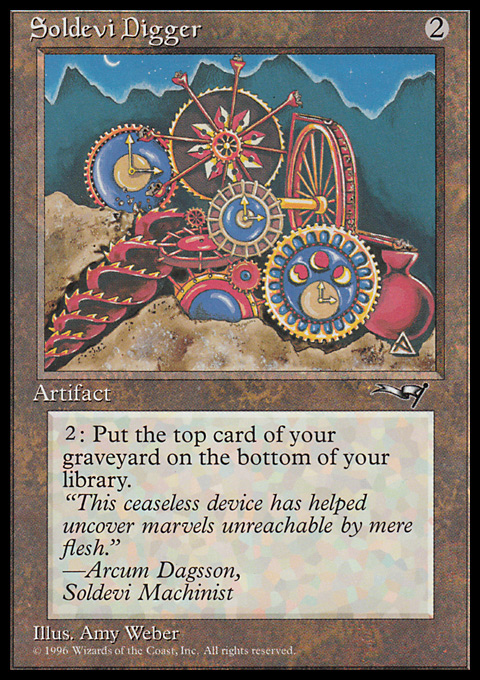 Soldevi Digger 2
Artifact
2: Put the top card of your
graveyard on the bottom of your
library.
“This ceaseless device has helped
uncover marvels unreachable by mere
flesh.”
—Arcum Dagsson,
Soldevi Machinist
Illus. Amy Weber
© 1996 Wizards of the Coast, Inc. All rights reserved.